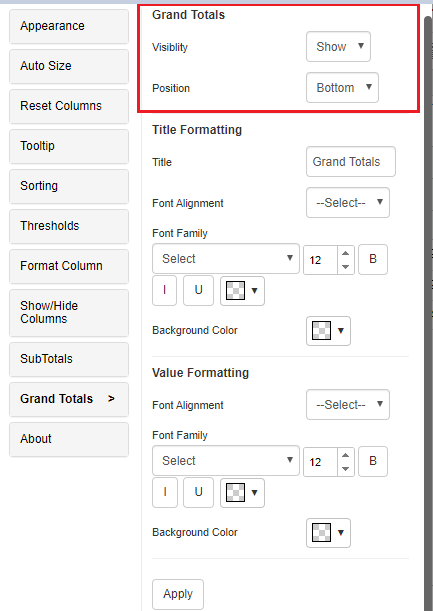 Appearance
Auto Size
Reset Columns
Tooltip
Sorting
Thresholds
Format Column
Show/Hide
Columns
SubTotals
Grand Totals >
About
Grand Totals
Visiblity Show
Position Bottom
Title Formatting
Title Grand Totals
Font Alignment --Select--
Font Family
Select 12 B
I U
Background Color
Value Formatting
Font Alignment --Select--
Font Family
Select 12 B
I U
Background Color
Apply